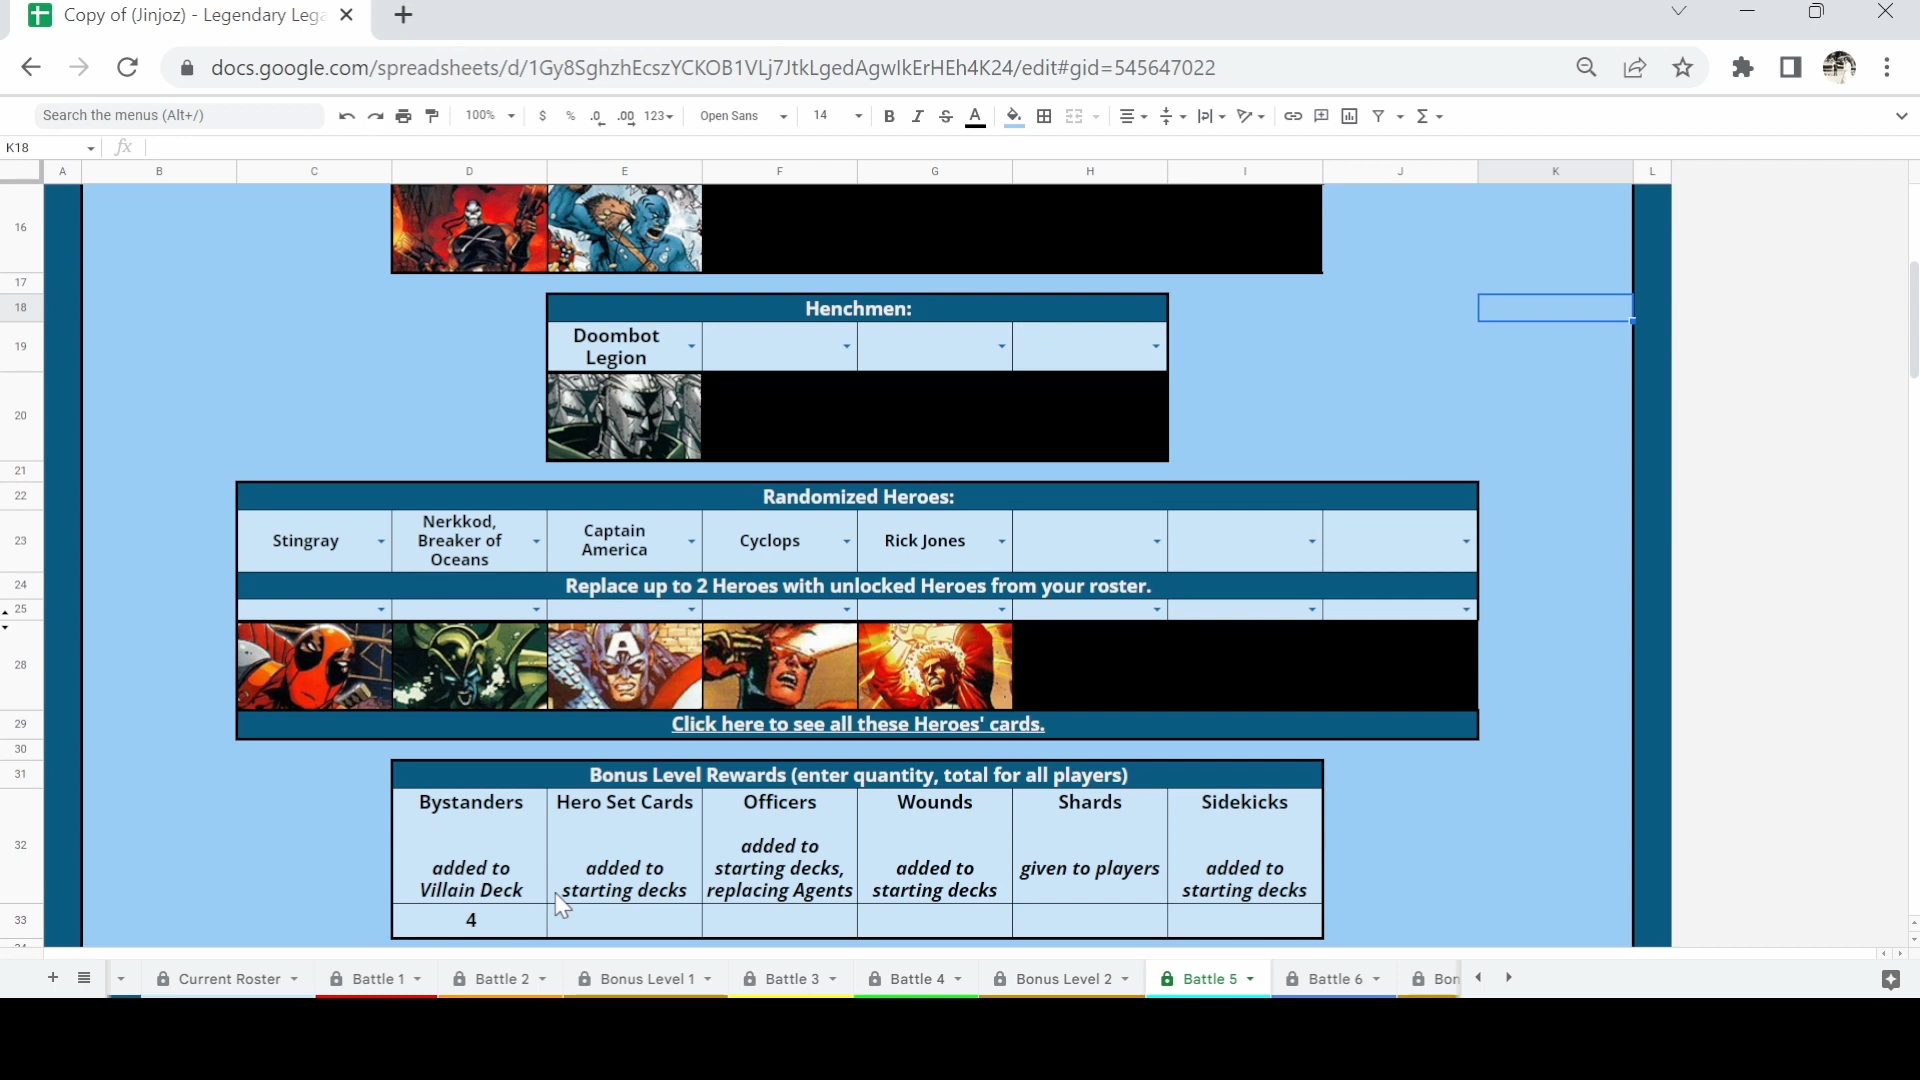 Copy of (Jinjoz) - Legendary Lega
docs.google.com/spreadsheets/d/1Gy8SghzhEcszYCKOB1VLj7JtkLgedAgwlkErHEh4K24/edit#gid=545647022
Search the menus (Alt+/) 100% $ % .0 .00 123 Open Sans 14 B I S A
K18 fx
A B C D E F G H I J K L
16
17
18 Henchmen:
19 Doombot Legion
20
21
22 Randomized Heroes:
23 Stingray Nerkkod, Breaker of Oceans Captain America Cyclops Rick Jones
24 Replace up to 2 Heroes with unlocked Heroes from your roster.
25
28
29 Click here to see all these Heroes' cards.
30
31 Bonus Level Rewards (enter quantity, total for all players)
Bystanders Hero Set Cards Officers Wounds Shards Sidekicks
32 added to Villain Deck added to starting decks added to starting decks, replacing Agents added to starting decks given to players added to starting decks
33 4
Current Roster Battle 1 Battle 2 Bonus Level 1 Battle 3 Battle 4 Bonus Level 2 Battle 5 Battle 6 Bon